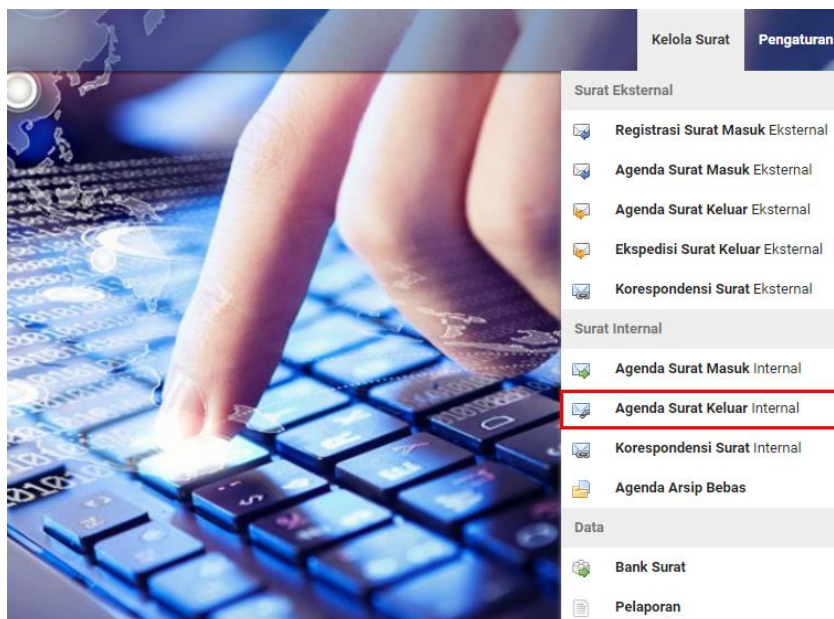 Kelola Surat
Pengaturan
Surat Eksternal
Registrasi Surat Masuk Eksternal
Agenda Surat Masuk Eksternal
Agenda Surat Keluar Eksternal
Ekspedisi Surat Keluar Eksternal
Korespondensi Surat Eksternal
Surat Internal
Agenda Surat Masuk Internal
Agenda Surat Keluar Internal
Korespondensi Surat Internal
Agenda Arsip Bebas
Data
Bank Surat
Pelaporan